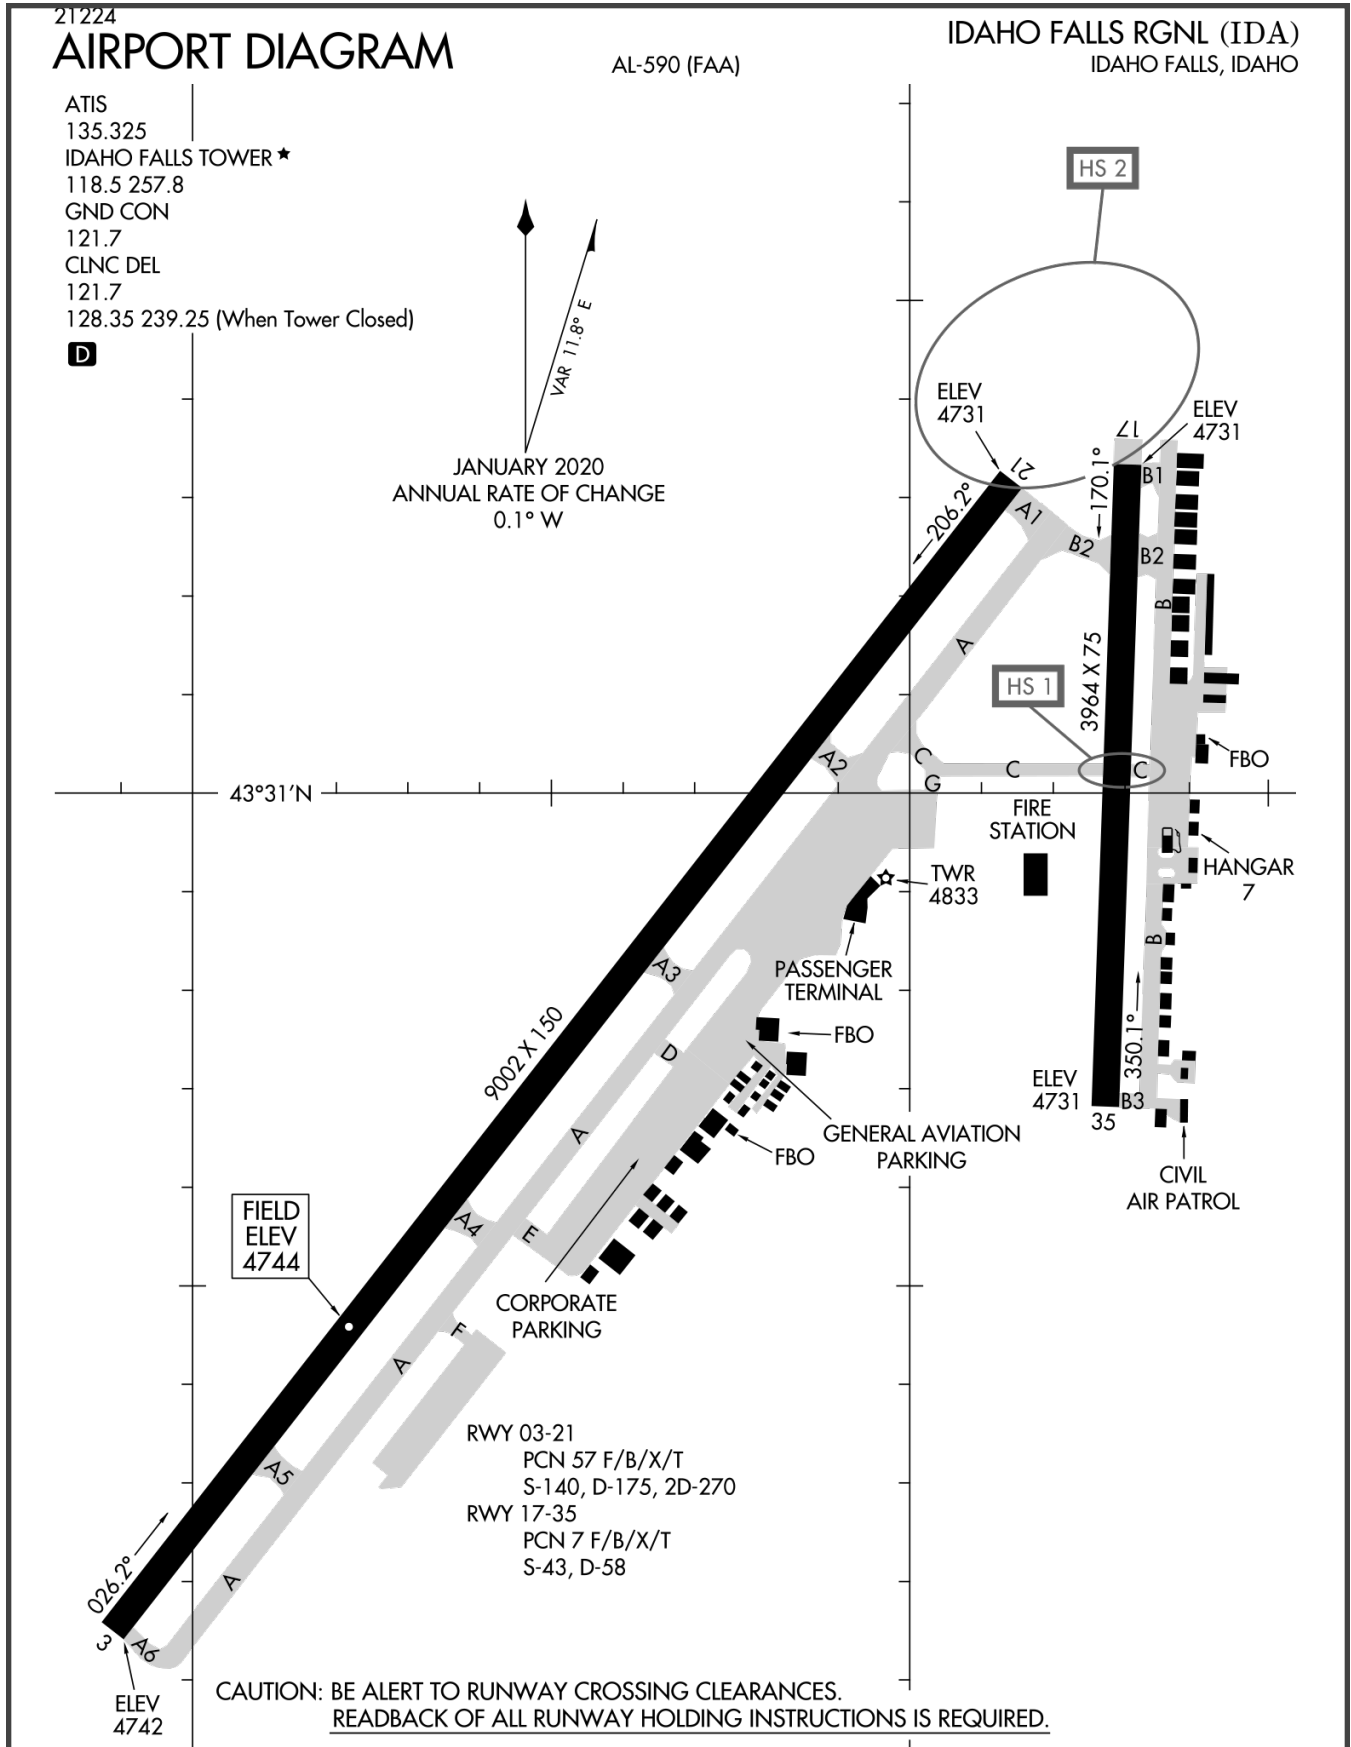 21224
AIRPORT DIAGRAM
AL-590 (FAA)
IDAHO FALLS RGNL (IDA)
IDAHO FALLS, IDAHO
ATIS
135.325
IDAHO FALLS TOWER ★
118.5 257.8
GND CON
121.7
CLNC DEL
121.7
128.35 239.25 (When Tower Closed)
D
VAR 11.8° E
JANUARY 2020
ANNUAL RATE OF CHANGE
0.1° W
HS 2
ELEV
4731
21
206.2°
17
ELEV
4731
170.1°
A1
B1
B2
B2
B
A
3964 X 75
HS 1
A2
C
C
C
G
FBO
43°31'N
FIRE
STATION
HANGAR
7
TWR
4833
PASSENGER
TERMINAL
B
A3
9002 X 150
D
FBO
350.1°
ELEV
4731
B3
35
GENERAL AVIATION
PARKING
FBO
A
CIVIL
AIR PATROL
FIELD
ELEV
4744
A4
E
CORPORATE
PARKING
F
A
RWY 03-21
PCN 57 F/B/X/T
S-140, D-175, 2D-270
RWY 17-35
PCN 7 F/B/X/T
S-43, D-58
A5
026.2°
A
3
A6
ELEV
4742
CAUTION: BE ALERT TO RUNWAY CROSSING CLEARANCES.
READBACK OF ALL RUNWAY HOLDING INSTRUCTIONS IS REQUIRED.